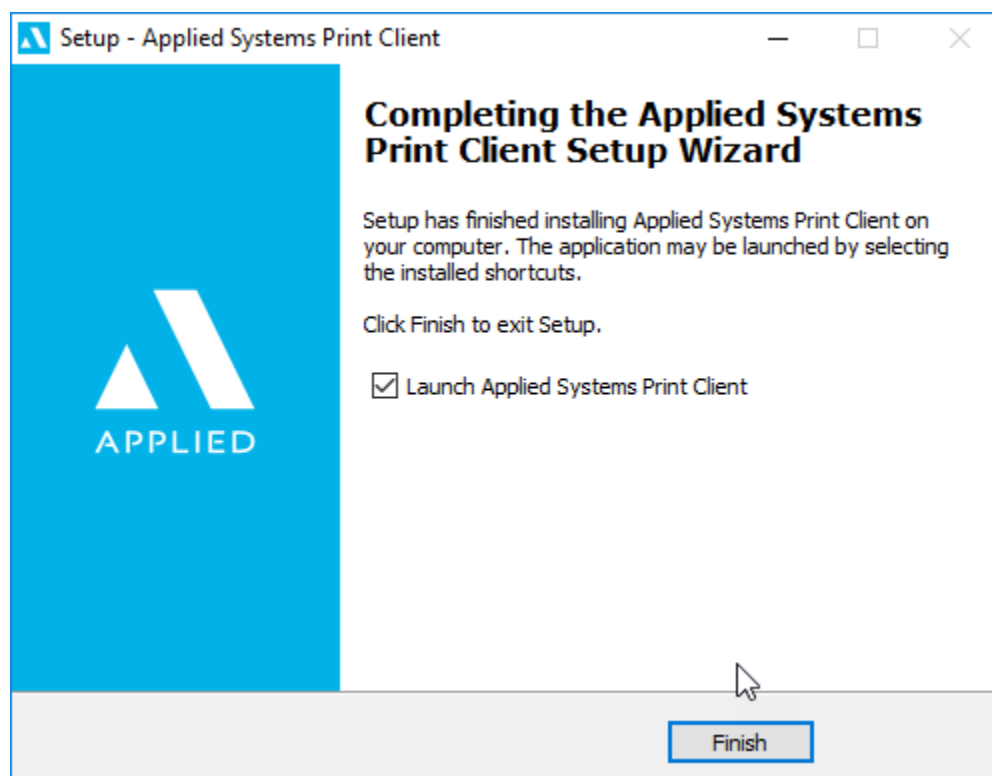 Setup - Applied Systems Print Client
Completing the Applied Systems
Print Client Setup Wizard
Setup has finished installing Applied Systems Print Client on
your computer. The application may be launched by selecting
the installed shortcuts.
Click Finish to exit Setup.
Launch Applied Systems Print Client
APPLIED
Finish